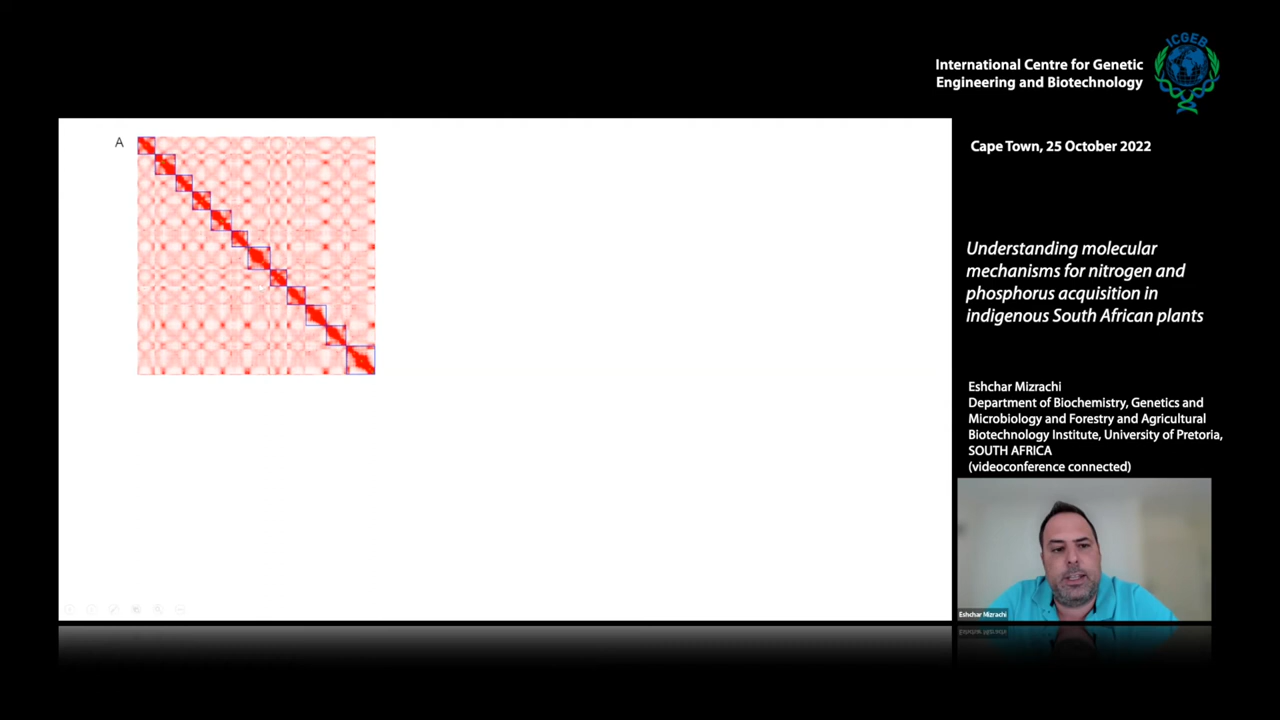 ICGEB
International Centre for Genetic
Engineering and Biotechnology
A
Cape Town, 25 October 2022
Understanding molecular
mechanisms for nitrogen and
phosphorus acquisition in
indigenous South African plants
Eshchar Mizrachi
Department of Biochemistry, Genetics and
Microbiology and Forestry and Agricultural
Biotechnology Institute, University of Pretoria,
SOUTH AFRICA
(videoconference connected)
Eshchar Mizrachi